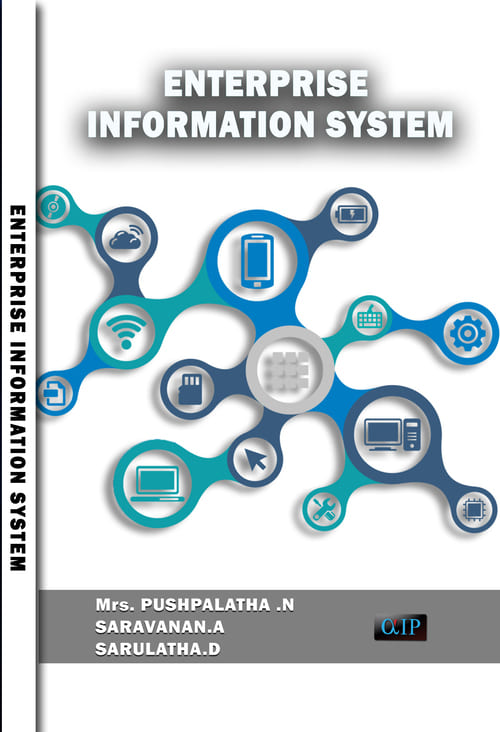 ENTERPRISE
INFORMATION SYSTEM
ENTERPRISE INFORMATION SYSTEM
Mrs. PUSHPALATHA .N
SARAVANAN.A
SARULATHA.D
αIP